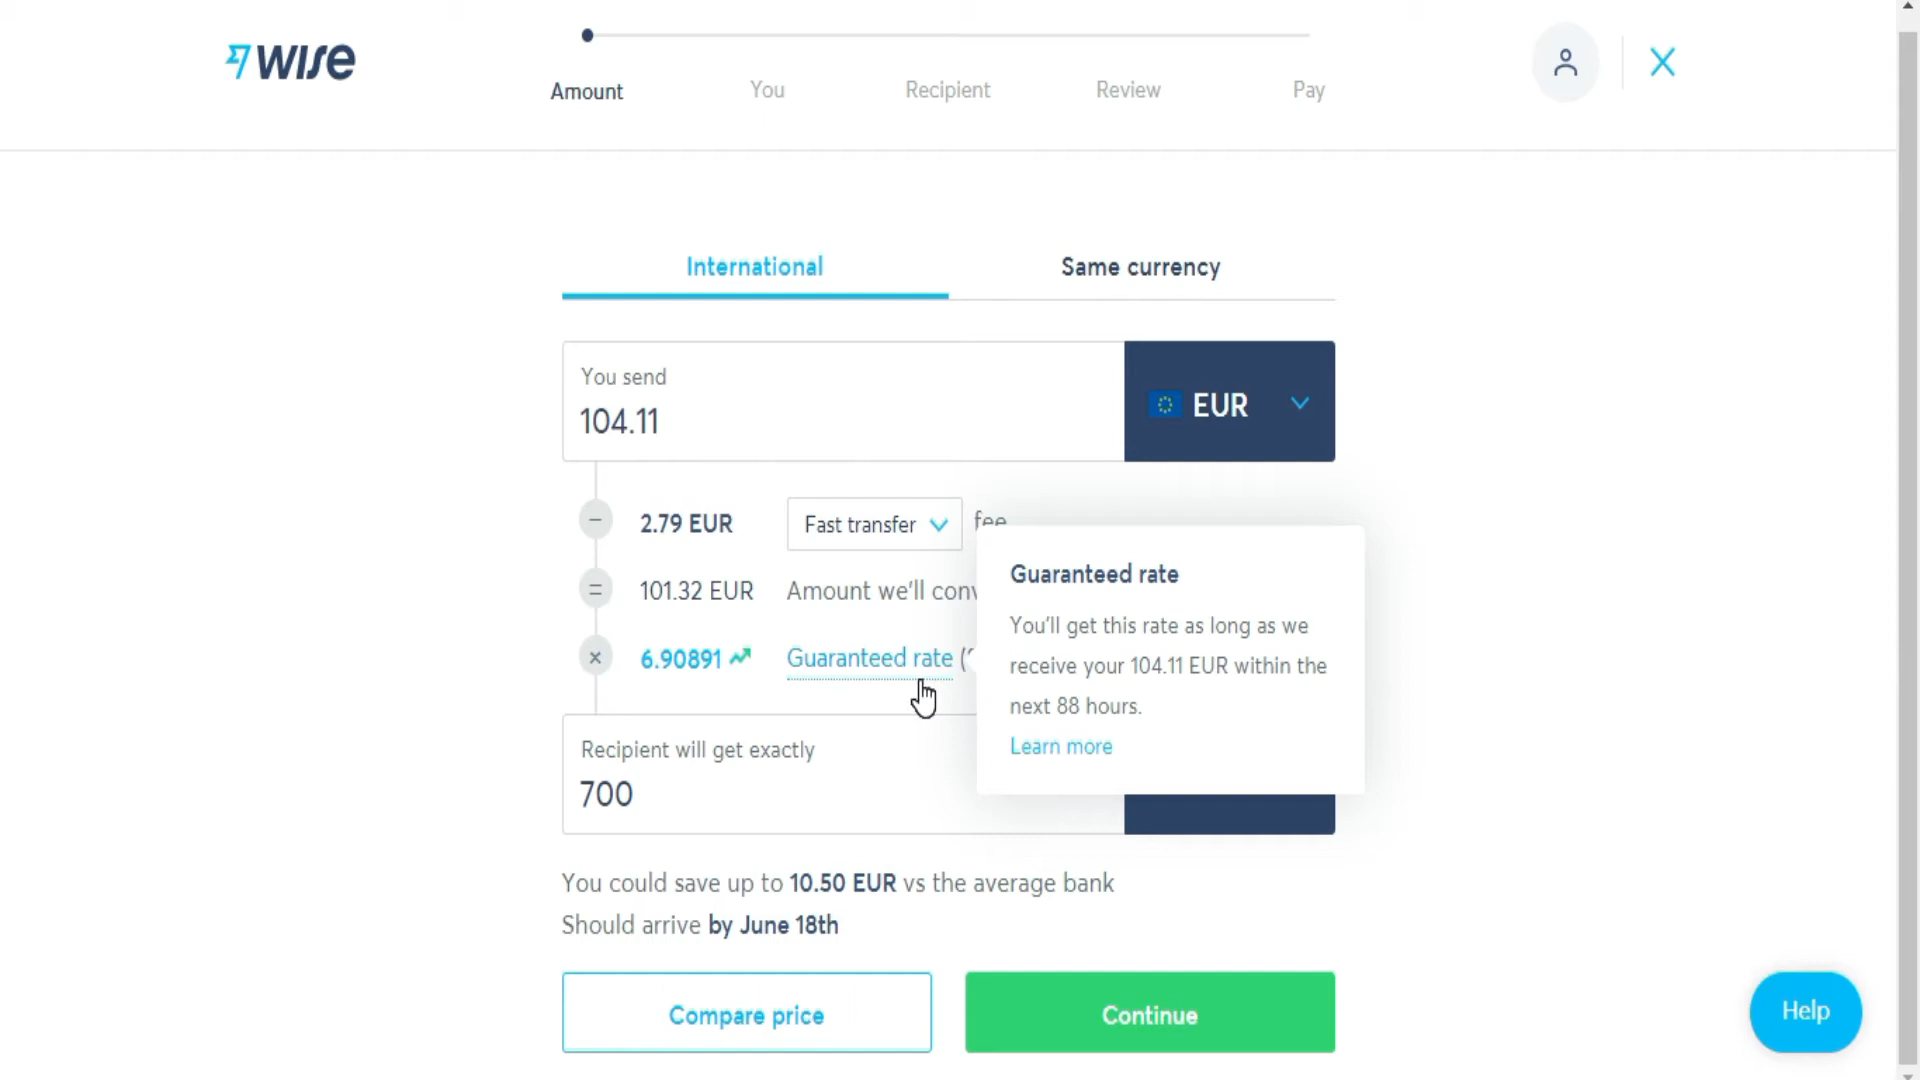 wise
Amount
You
Recipient
Review
Pay
International
Same currency
You send
104.11
EUR
2.79 EUR Fast transfer fee
101.32 EUR Amount we'll
6.90891 Guaranteed rate
Guaranteed rate
You'll get this rate as long as we
receive your 104.11 EUR within the
next 88 hours.
Learn more
Recipient will get exactly
700
You could save up to 10.50 EUR vs the average bank
Should arrive by June 18th
Compare price
Continue
Help